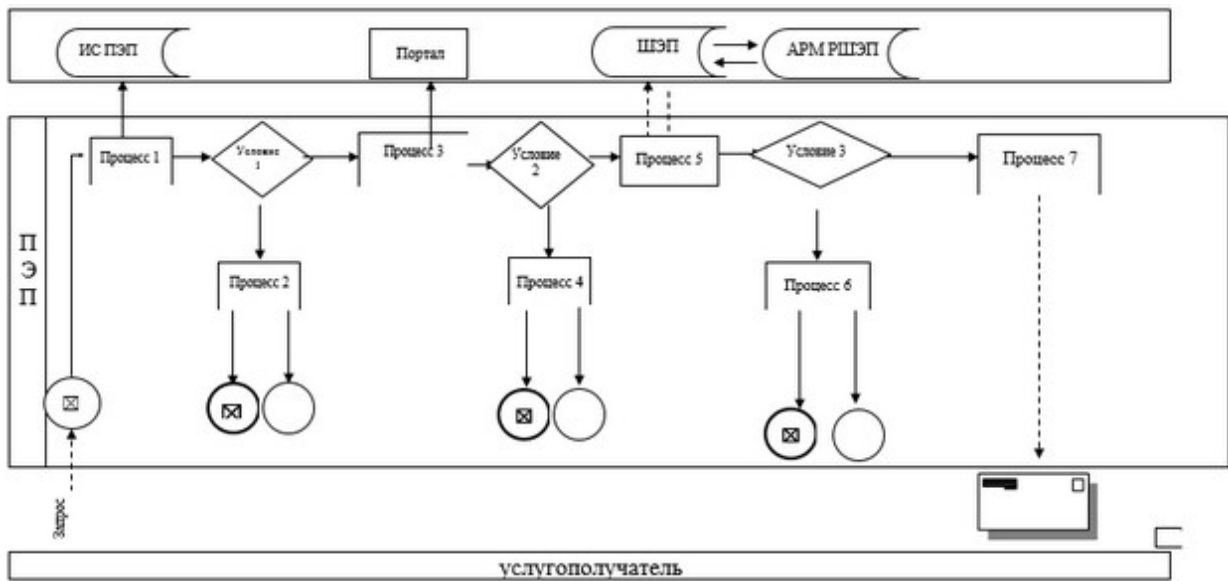 ИС ПЭП
Портал
ШЭП
АРМ РШЭП
Процесс 1
Условие
1
Процесс 3
Условие
2
Процесс 5
Условие 3
Процесс 7
П
Э
П
Процесс 2
Процесс 4
Процесс 6
Запрос
услугополучатель